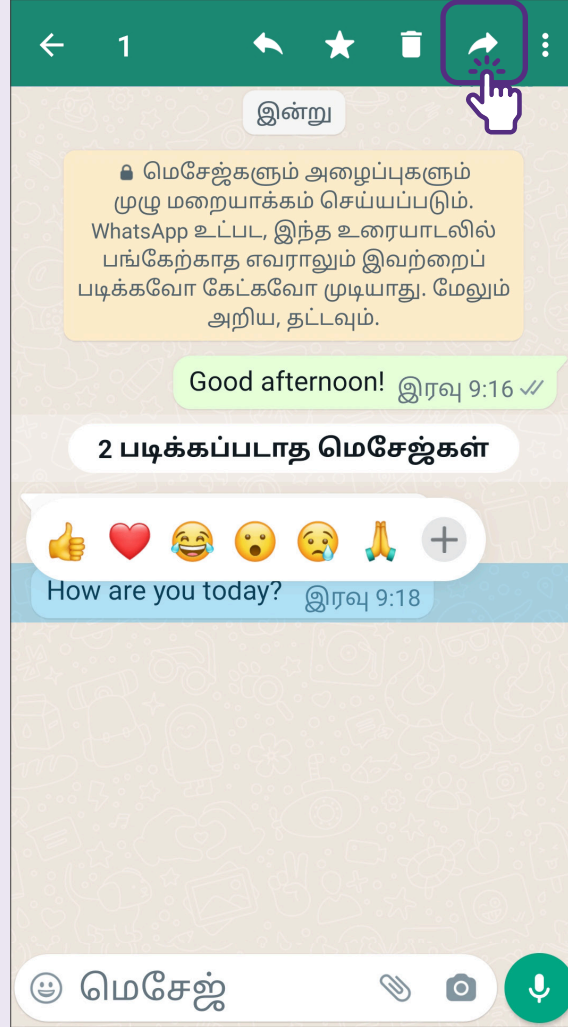 1
இன்று
மெசேஜ்களும் அழைப்புகளும்
முழு மறையாக்கம் செய்யப்படும்.
WhatsApp உட்பட, இந்த உரையாடலில்
பங்கேற்காத எவராலும் இவற்றைப்
படிக்கவோ கேட்கவோ முடியாது. மேலும்
அறிய, தட்டவும்.
Good afternoon! இரவு 9:16
2 படிக்கப்படாத மெசேஜ்கள்
How are you today? இரவு 9:18
மெசேஜ்